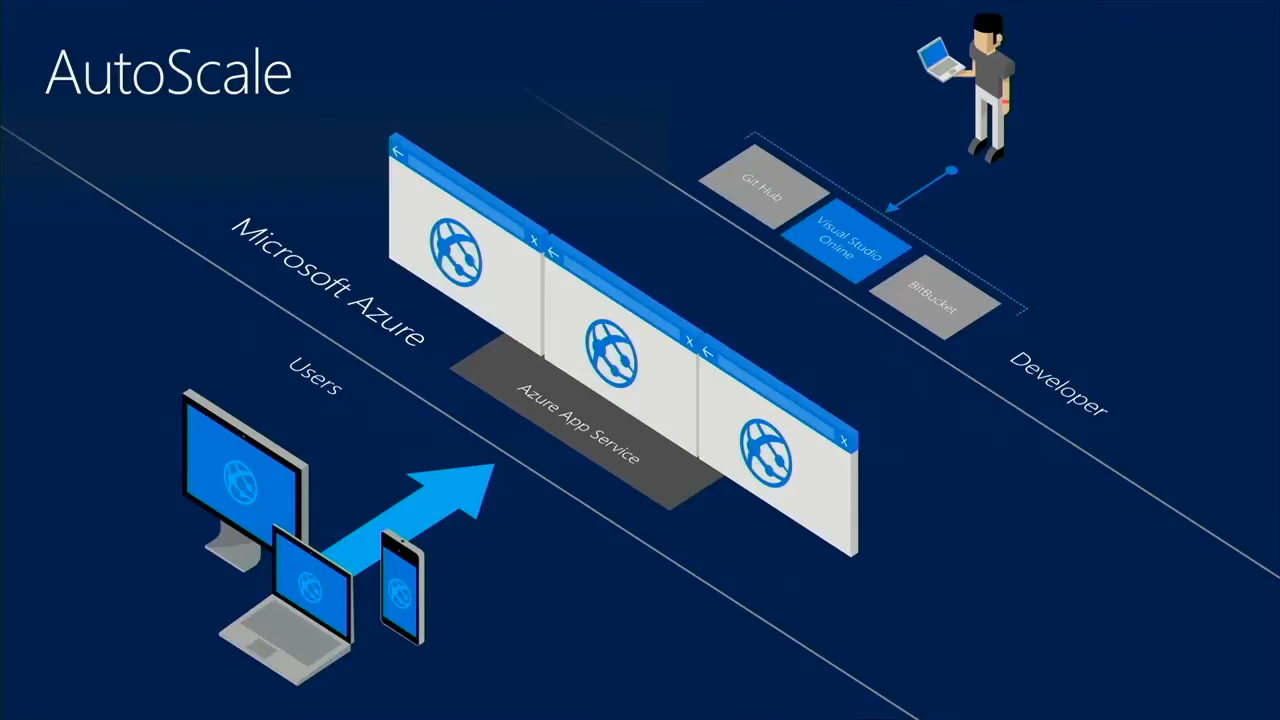 AutoScale
Git Hub
Visual Studio
Online
BitBucket
Microsoft Azure
Users
Azure App Service
Developer